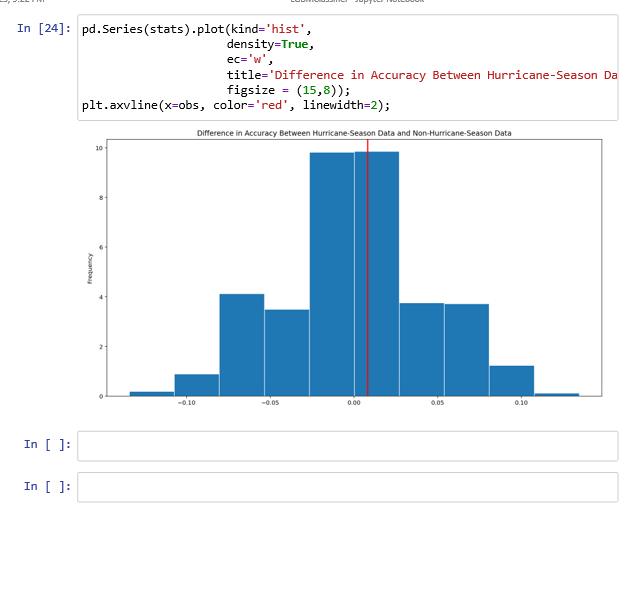 In [24]: pd.Series(stats).plot(kind='hist',
density=True,
ec='w',
title='Difference in Accuracy Between Hurricane-Season Da
figsize = (15,8));
plt.axvline(x=obs, color='red', linewidth=2);
Difference in Accuracy Between Hurricane-Season Data and Non-Hurricane-Season Data
10
8
6
4
2
0
Frequency
−0.10 −0.05 0.00 0.05 0.10
In [ ]:
In [ ]: